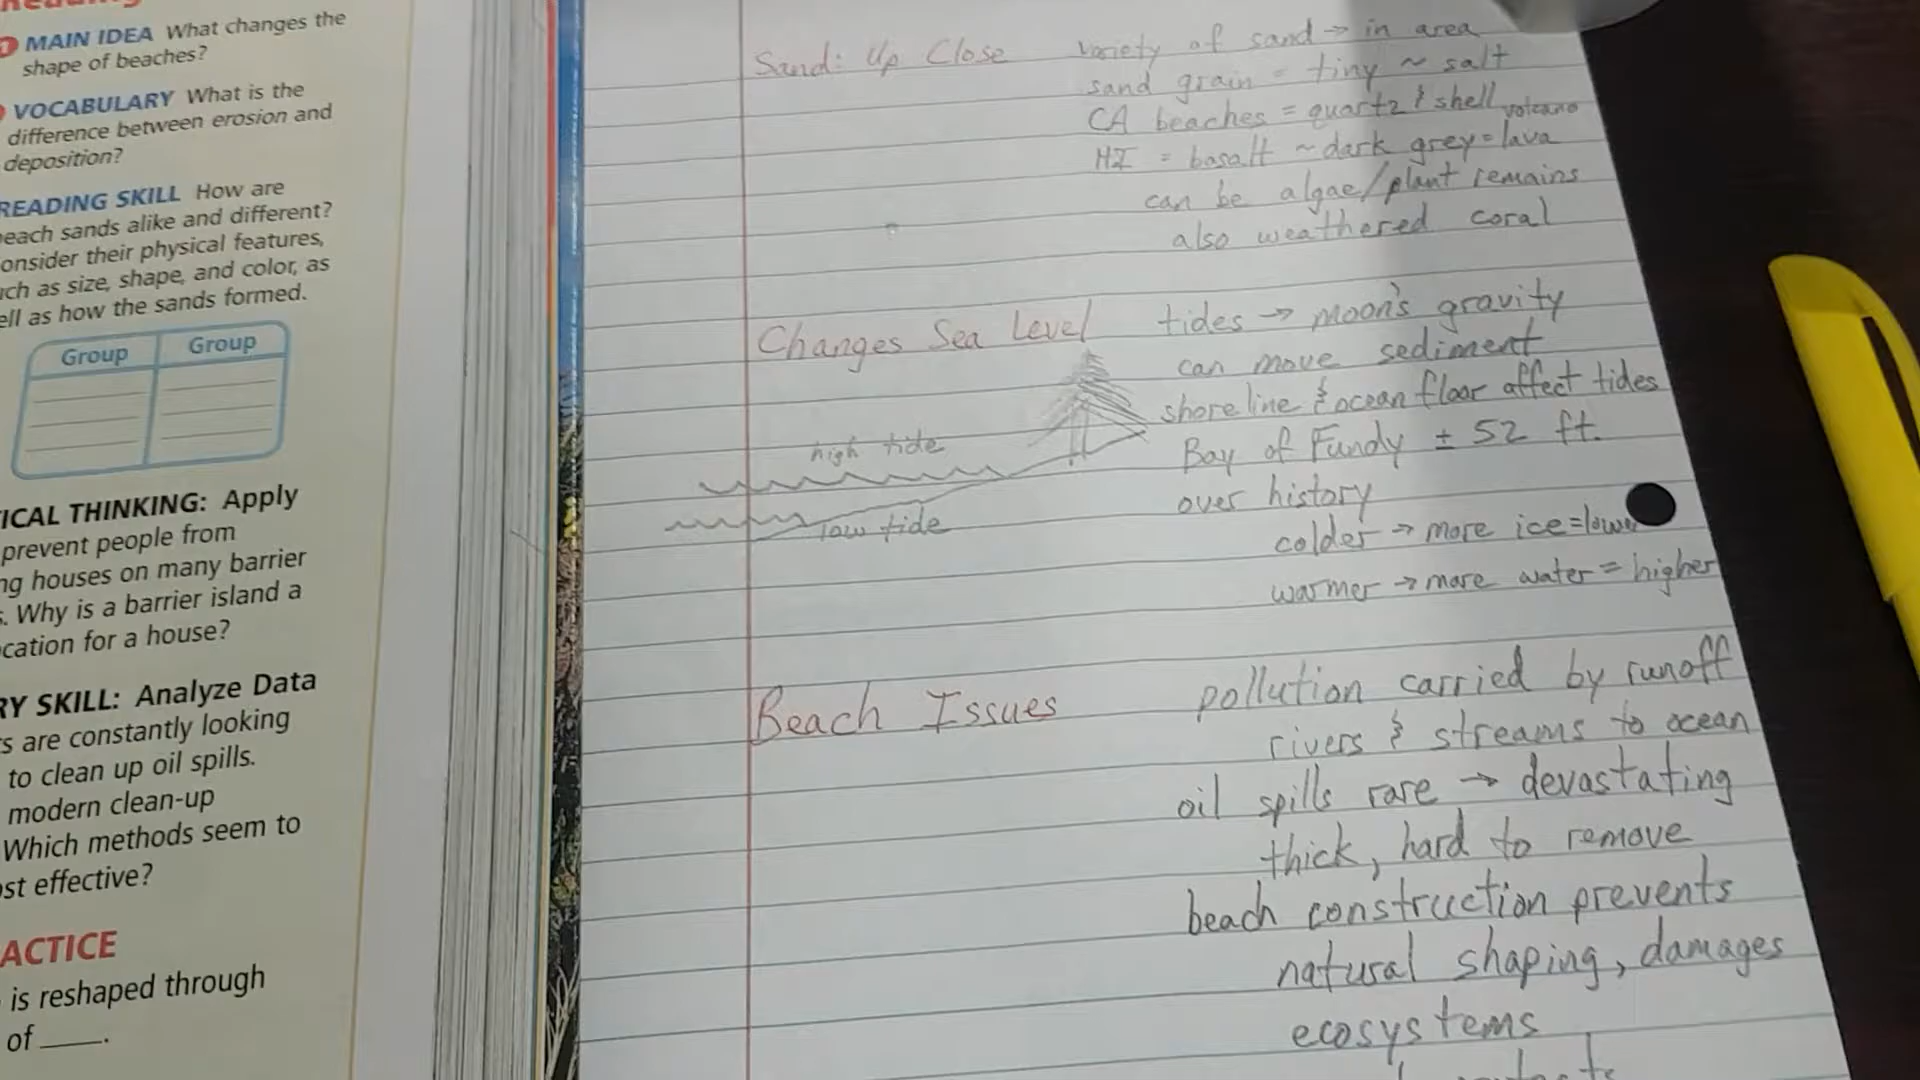 MAIN IDEA What changes the
shape of beaches?
VOCABULARY What is the
difference between erosion and
deposition?
READING SKILL How are
each sands alike and different?
onsider their physical features,
uch as size, shape, and color, as
ell as how the sands formed.
Group Group
ICAL THINKING: Apply
prevent people from
ng houses on many barrier
s. Why is a barrier island a
cation for a house?
RY SKILL: Analyze Data
s are constantly looking
to clean up oil spills.
modern clean-up
Which methods seem to
ost effective?
ACTICE
is reshaped through
of ____.
Sand: Up Close
variety of sand → in area
sand grain = tiny ~ salt
CA beaches = quartz & shell
volcano
HI = basalt ~ dark grey = lava
can be algae/plant remains
also weathered coral
Changes Sea Level
tides → moon's gravity
can move sediment
shoreline & ocean floor affect tides
Bay of Fundy ± 52 ft.
high tide
low tide
over history
colder → more ice = lowe
warmer → more water = higher
Beach Issues
pollution carried by runoff
rivers & streams to ocean
oil spills rare → devastating
thick, hard to remove
beach construction prevents
natural shaping, damages
ecosystems